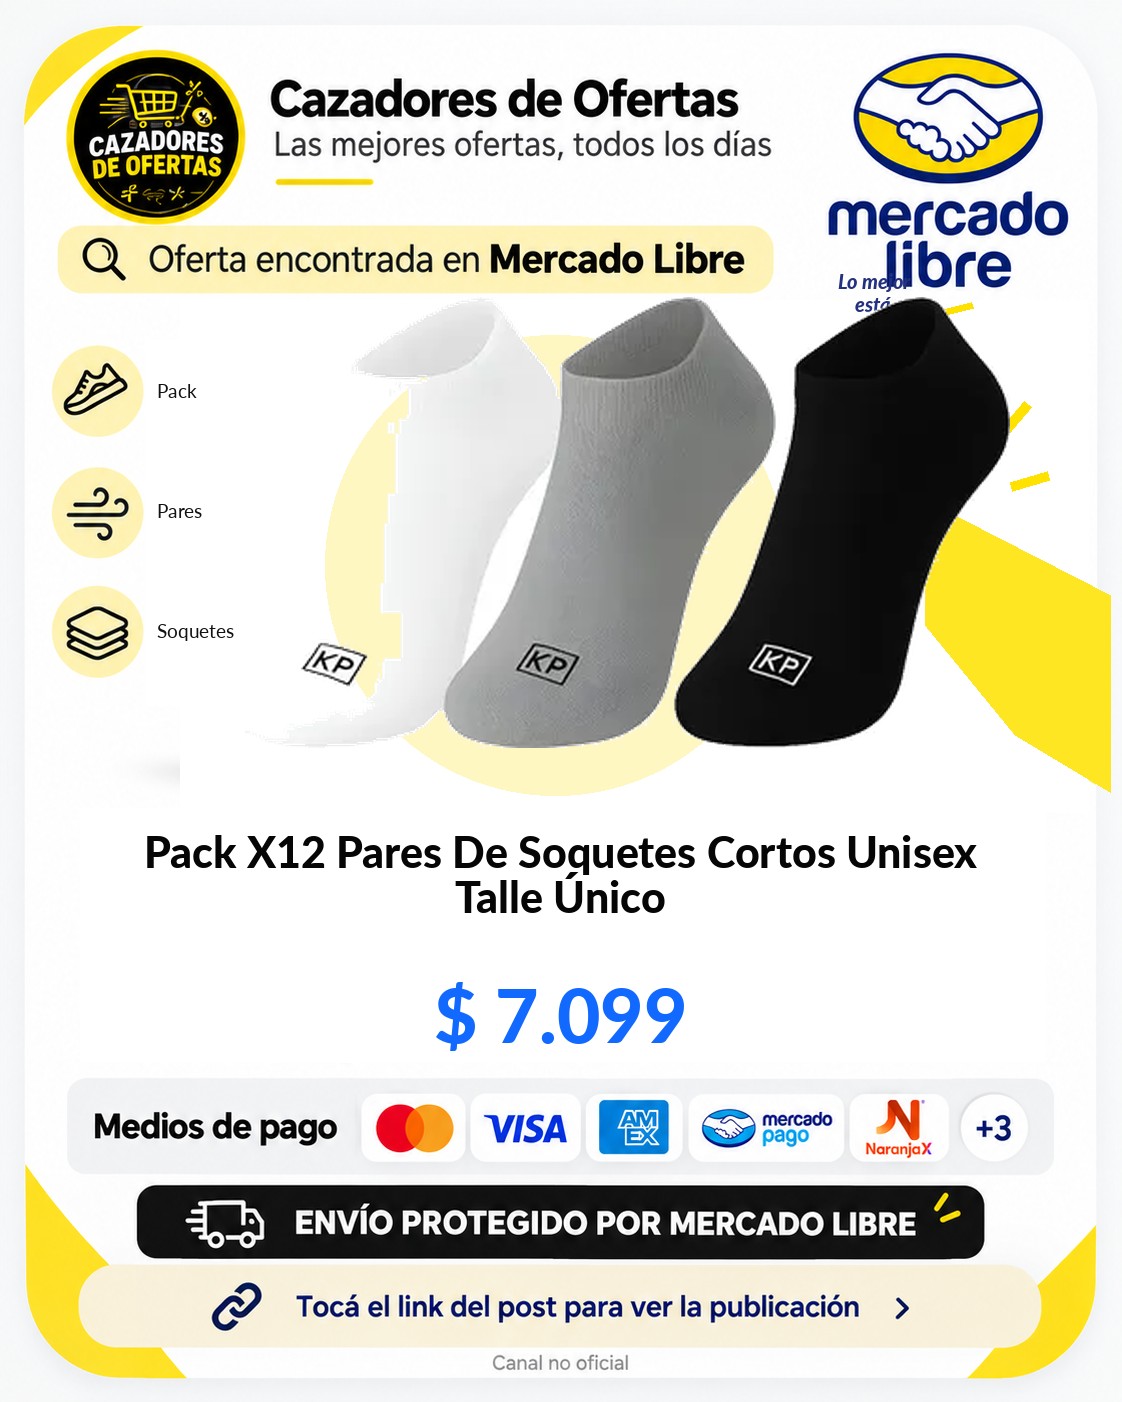 CAZADORES
DE OFERTAS
Cazadores de Ofertas
Las mejores ofertas, todos los días
mercado
libre
Oferta encontrada en Mercado Libre
Lo mejor
está
Pack
Pares
Soquetes
KP
KP
KP
Pack X12 Pares De Soquetes Cortos Unisex
Talle Único
$ 7.099
Medios de pago
VISA
AM
EX
mercado
pago
N
NaranjaX
+3
ENVÍO PROTEGIDO POR MERCADO LIBRE
Tocá el link del post para ver la publicación
Canal no oficial